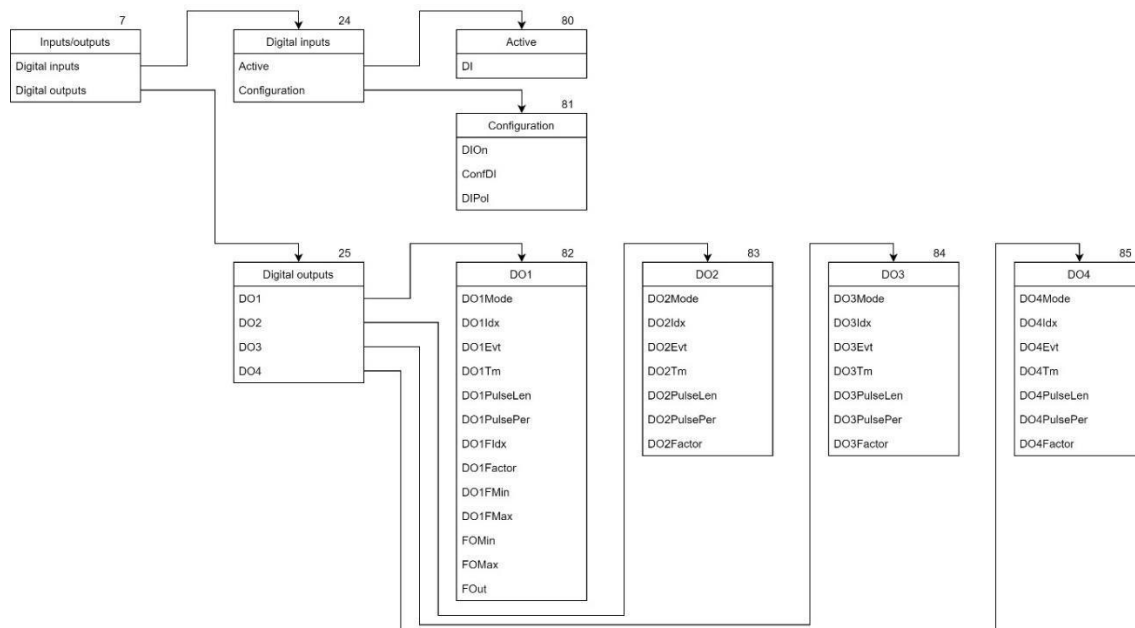 7
Inputs/outputs
Digital inputs
Digital outputs
24
Digital inputs
Active
Configuration
80
Active
DI
81
Configuration
DIOn
ConfDI
DIPol
25
Digital outputs
DO1
DO2
DO3
DO4
82
DO1
DO1Mode
DO1Idx
DO1Evt
DO1Tm
DO1PulseLen
DO1PulsePer
DO1FIdx
DO1Factor
DO1FMin
DO1FMax
FOMin
FOMax
FOut
83
DO2
DO2Mode
DO2Idx
DO2Evt
DO2Tm
DO2PulseLen
DO2PulsePer
DO2Factor
84
DO3
DO3Mode
DO3Idx
DO3Evt
DO3Tm
DO3PulseLen
DO3PulsePer
DO3Factor
85
DO4
DO4Mode
DO4Idx
DO4Evt
DO4Tm
DO4PulseLen
DO4PulsePer
DO4Factor